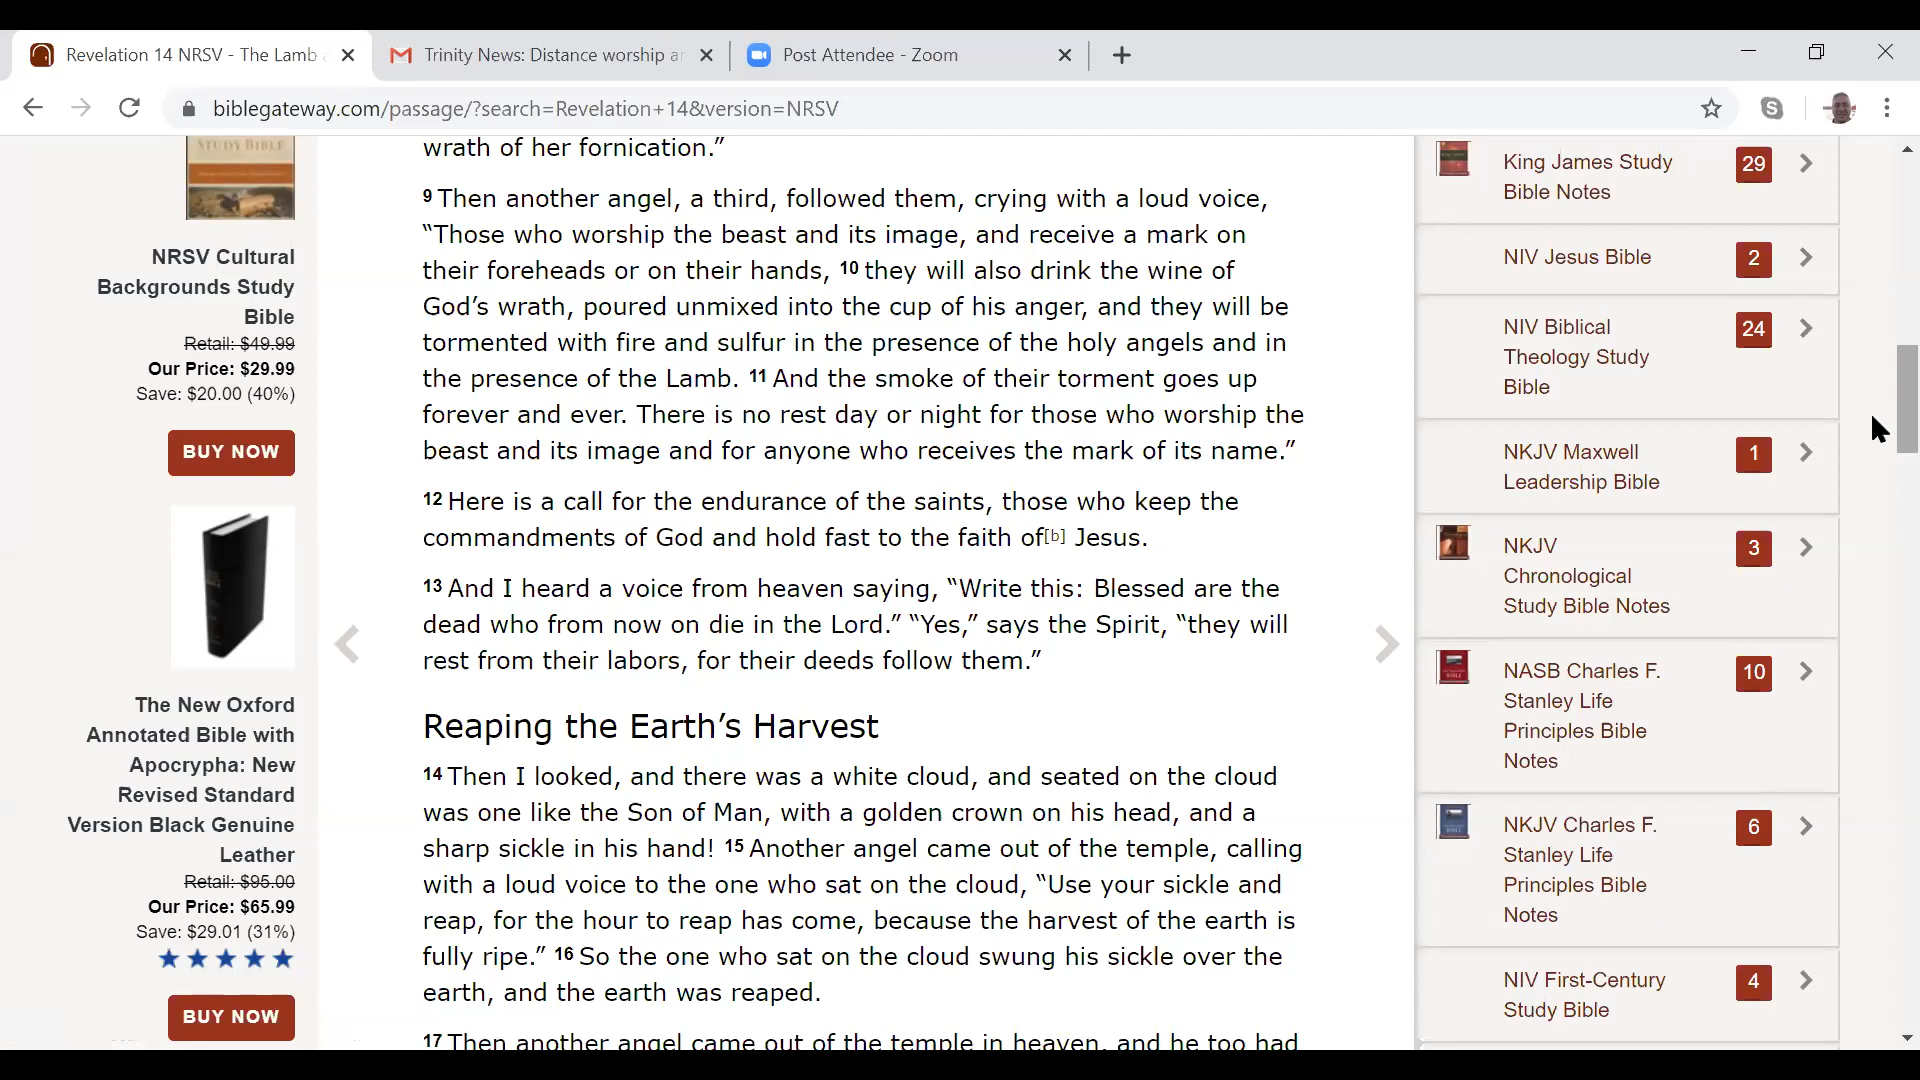 Revelation 14 NRSV - The Lamb a
Trinity News: Distance worship ar
Post Attendee - Zoom
biblegateway.com/passage/?search=Revelation+14&version=NRSV
STUDY BIBLE
NRSV Cultural
Backgrounds Study
Bible
Retail: $49.99
Our Price: $29.99
Save: $20.00 (40%)
BUY NOW
The New Oxford
Annotated Bible with
Apocrypha: New
Revised Standard
Version Black Genuine
Leather
Retail: $95.00
Our Price: $65.99
Save: $29.01 (31%)
BUY NOW
wrath of her fornication.”
9 Then another angel, a third, followed them, crying with a loud voice,
“Those who worship the beast and its image, and receive a mark on
their foreheads or on their hands, 10 they will also drink the wine of
God’s wrath, poured unmixed into the cup of his anger, and they will be
tormented with fire and sulfur in the presence of the holy angels and in
the presence of the Lamb. 11 And the smoke of their torment goes up
forever and ever. There is no rest day or night for those who worship the
beast and its image and for anyone who receives the mark of its name.”
12 Here is a call for the endurance of the saints, those who keep the
commandments of God and hold fast to the faith of[b] Jesus.
13 And I heard a voice from heaven saying, “Write this: Blessed are the
dead who from now on die in the Lord.” “Yes,” says the Spirit, “they will
rest from their labors, for their deeds follow them.”
Reaping the Earth’s Harvest
14 Then I looked, and there was a white cloud, and seated on the cloud
was one like the Son of Man, with a golden crown on his head, and a
sharp sickle in his hand! 15 Another angel came out of the temple, calling
with a loud voice to the one who sat on the cloud, “Use your sickle and
reap, for the hour to reap has come, because the harvest of the earth is
fully ripe.” 16 So the one who sat on the cloud swung his sickle over the
earth, and the earth was reaped.
17 Then another angel came out of the temple in heaven, and he too had
King James Study 29
Bible Notes
NIV Jesus Bible 2
NIV Biblical 24
Theology Study
Bible
NKJV Maxwell 1
Leadership Bible
NKJV 3
Chronological
Study Bible Notes
NASB Charles F. 10
Stanley Life
Principles Bible
Notes
NKJV Charles F. 6
Stanley Life
Principles Bible
Notes
NIV First-Century 4
Study Bible